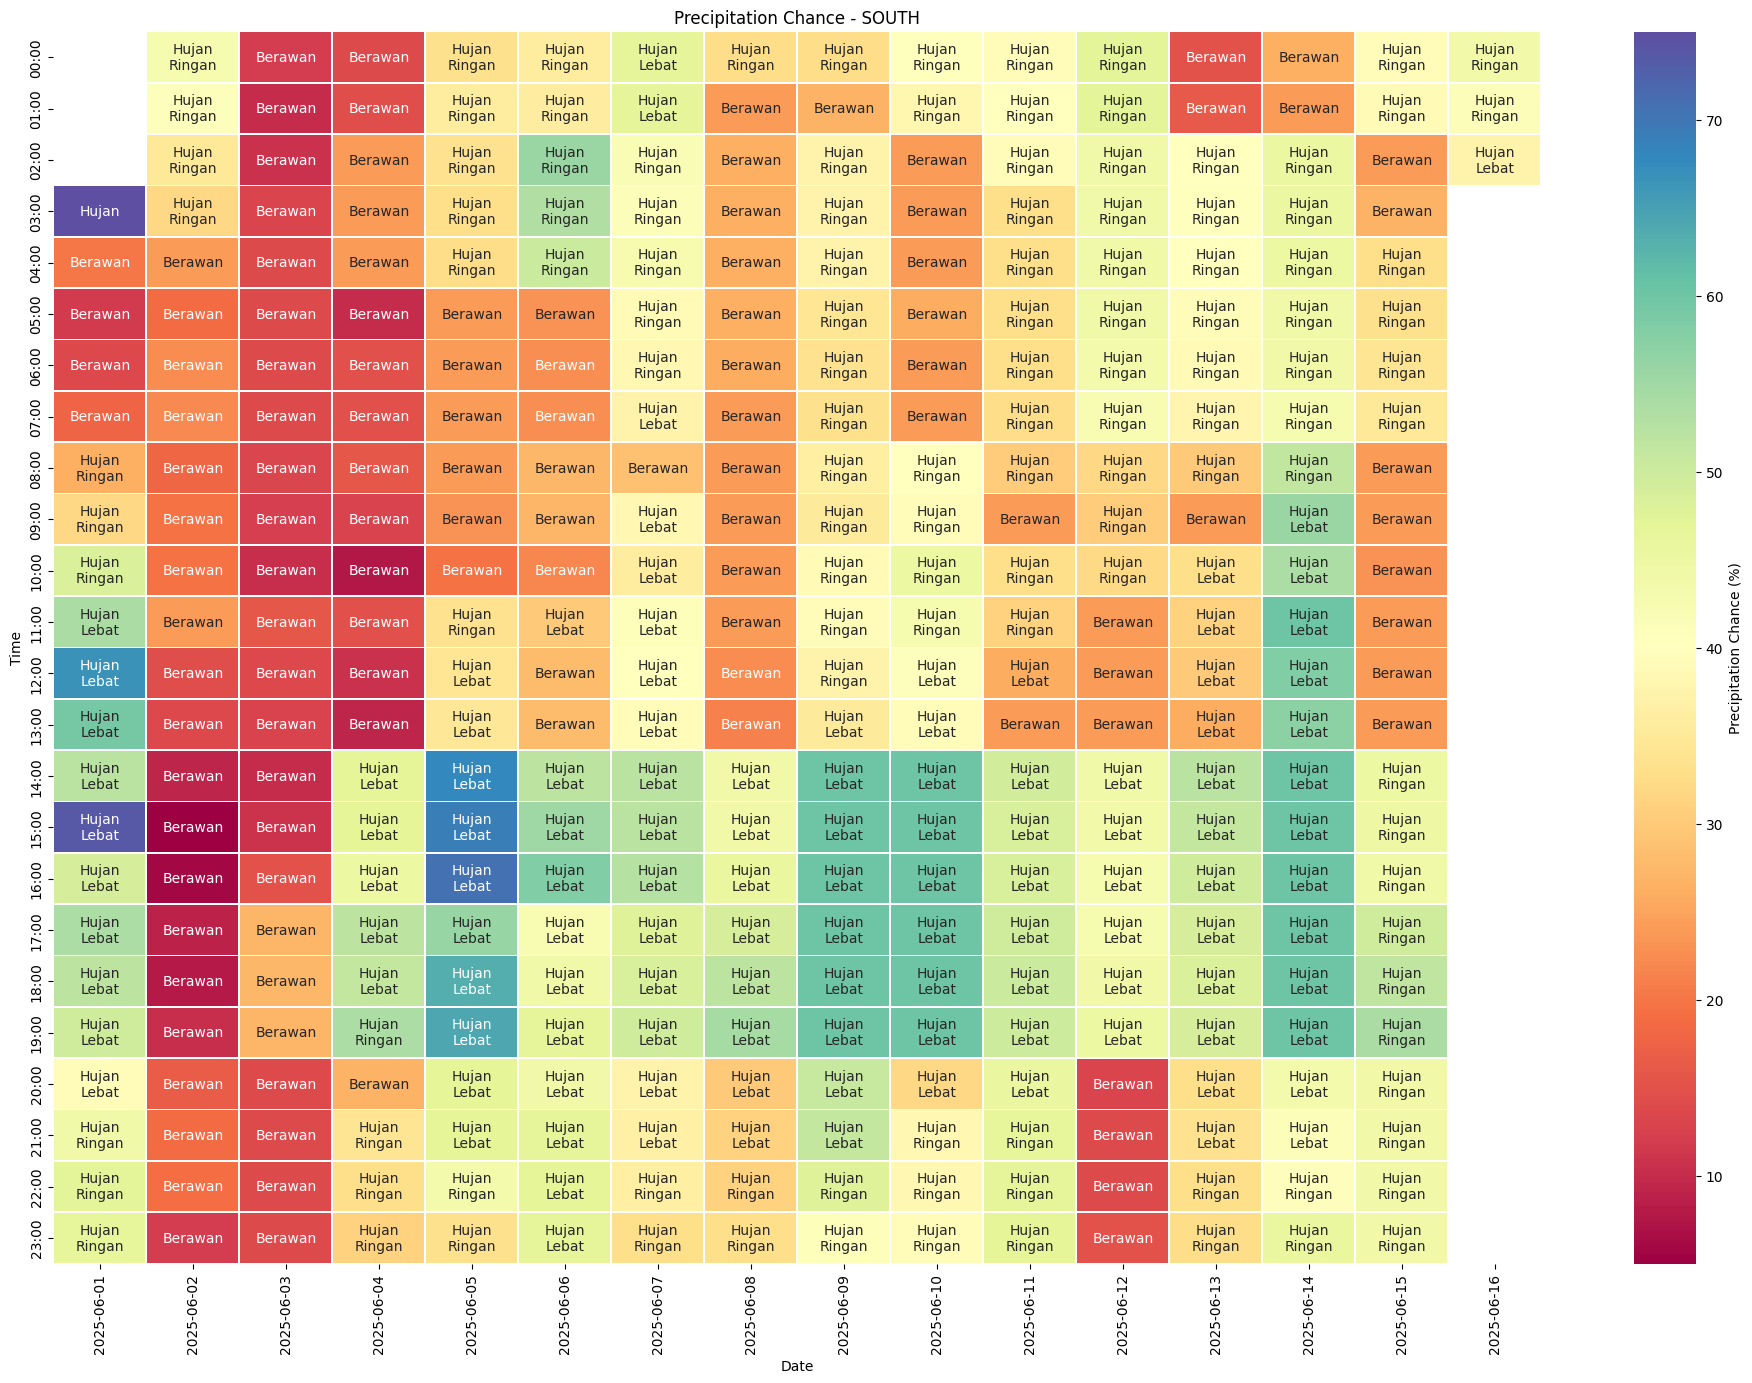 Precipitation Chance - SOUTH
00:00 Hujan Ringan Berawan Berawan Hujan Ringan Hujan Ringan Hujan Lebat Hujan Ringan Hujan Ringan Hujan Ringan Hujan Ringan Hujan Ringan Berawan Berawan Hujan Ringan Hujan Ringan
01:00 Hujan Ringan Berawan Berawan Hujan Ringan Hujan Ringan Hujan Lebat Berawan Berawan Hujan Ringan Hujan Ringan Hujan Ringan Berawan Berawan Hujan Ringan Hujan Ringan
02:00 Hujan Ringan Berawan Berawan Hujan Ringan Hujan Ringan Hujan Ringan Berawan Hujan Ringan Berawan Hujan Ringan Hujan Ringan Hujan Ringan Hujan Ringan Berawan Hujan Lebat
03:00 Hujan Hujan Ringan Berawan Berawan Hujan Ringan Hujan Ringan Hujan Ringan Berawan Hujan Ringan Berawan Hujan Ringan Hujan Ringan Hujan Ringan Hujan Ringan Berawan
04:00 Berawan Berawan Berawan Berawan Hujan Ringan Hujan Ringan Hujan Ringan Berawan Hujan Ringan Berawan Hujan Ringan Hujan Ringan Hujan Ringan Hujan Ringan Hujan Ringan
05:00 Berawan Berawan Berawan Berawan Berawan Berawan Hujan Ringan Berawan Hujan Ringan Berawan Hujan Ringan Hujan Ringan Hujan Ringan Hujan Ringan Hujan Ringan
06:00 Berawan Berawan Berawan Berawan Berawan Berawan Hujan Ringan Berawan Hujan Ringan Berawan Hujan Ringan Hujan Ringan Hujan Ringan Hujan Ringan Hujan Ringan
07:00 Berawan Berawan Berawan Berawan Berawan Berawan Hujan Lebat Berawan Hujan Ringan Berawan Hujan Ringan Hujan Ringan Hujan Ringan Hujan Ringan Hujan Ringan
08:00 Hujan Ringan Berawan Berawan Berawan Berawan Berawan Berawan Berawan Hujan Ringan Hujan Ringan Hujan Ringan Hujan Ringan Hujan Ringan Hujan Ringan Berawan
09:00 Hujan Ringan Berawan Berawan Berawan Berawan Berawan Hujan Lebat Berawan Hujan Ringan Hujan Ringan Berawan Hujan Ringan Berawan Hujan Lebat Berawan
10:00 Hujan Ringan Berawan Berawan Berawan Berawan Berawan Hujan Lebat Berawan Hujan Ringan Hujan Ringan Hujan Ringan Hujan Ringan Hujan Lebat Hujan Lebat Berawan
11:00 Hujan Lebat Berawan Berawan Berawan Hujan Ringan Hujan Lebat Hujan Lebat Berawan Hujan Ringan Hujan Ringan Hujan Ringan Berawan Hujan Lebat Hujan Lebat Berawan
12:00 Hujan Lebat Berawan Berawan Berawan Hujan Lebat Berawan Hujan Lebat Berawan Hujan Ringan Hujan Lebat Hujan Lebat Berawan Hujan Lebat Hujan Lebat Berawan
13:00 Hujan Lebat Berawan Berawan Berawan Hujan Lebat Berawan Hujan Lebat Berawan Hujan Lebat Hujan Lebat Berawan Berawan Hujan Lebat Hujan Lebat Berawan
14:00 Hujan Lebat Berawan Berawan Hujan Lebat Hujan Lebat Hujan Lebat Hujan Lebat Hujan Lebat Hujan Lebat Hujan Lebat Hujan Lebat Hujan Lebat Hujan Lebat Hujan Lebat Hujan Ringan
15:00 Hujan Lebat Berawan Berawan Hujan Lebat Hujan Lebat Hujan Lebat Hujan Lebat Hujan Lebat Hujan Lebat Hujan Lebat Hujan Lebat Hujan Lebat Hujan Lebat Hujan Lebat Hujan Ringan
16:00 Hujan Lebat Berawan Berawan Hujan Lebat Hujan Lebat Hujan Lebat Hujan Lebat Hujan Lebat Hujan Lebat Hujan Lebat Hujan Lebat Hujan Lebat Hujan Lebat Hujan Lebat Hujan Ringan
17:00 Hujan Lebat Berawan Berawan Hujan Lebat Hujan Lebat Hujan Lebat Hujan Lebat Hujan Lebat Hujan Lebat Hujan Lebat Hujan Lebat Hujan Lebat Hujan Lebat Hujan Lebat Hujan Ringan
18:00 Hujan Lebat Berawan Berawan Hujan Lebat Hujan Lebat Hujan Lebat Hujan Lebat Hujan Lebat Hujan Lebat Hujan Lebat Hujan Lebat Hujan Lebat Hujan Lebat Hujan Lebat Hujan Ringan
19:00 Hujan Lebat Berawan Berawan Hujan Ringan Hujan Lebat Hujan Lebat Hujan Lebat Hujan Lebat Hujan Lebat Hujan Lebat Hujan Lebat Hujan Lebat Hujan Lebat Hujan Lebat Hujan Ringan
20:00 Hujan Lebat Berawan Berawan Berawan Hujan Lebat Hujan Lebat Hujan Lebat Hujan Lebat Hujan Lebat Hujan Lebat Hujan Lebat Berawan Hujan Lebat Hujan Lebat Hujan Ringan
21:00 Hujan Ringan Berawan Berawan Hujan Ringan Hujan Lebat Hujan Lebat Hujan Lebat Hujan Lebat Hujan Lebat Hujan Ringan Hujan Ringan Berawan Hujan Lebat Hujan Lebat Hujan Ringan
22:00 Hujan Ringan Berawan Berawan Hujan Ringan Hujan Ringan Hujan Lebat Hujan Ringan Hujan Ringan Hujan Ringan Hujan Ringan Hujan Ringan Berawan Hujan Ringan Hujan Ringan Hujan Ringan
23:00 Hujan Ringan Berawan Berawan Hujan Ringan Hujan Ringan Hujan Lebat Hujan Ringan Hujan Ringan Hujan Ringan Hujan Ringan Hujan Ringan Berawan Hujan Ringan Hujan Ringan Hujan Ringan
Time
2025-06-01 2025-06-02 2025-06-03 2025-06-04 2025-06-05 2025-06-06 2025-06-07 2025-06-08 2025-06-09 2025-06-10 2025-06-11 2025-06-12 2025-06-13 2025-06-14 2025-06-15 2025-06-16
Date
70
60
50
40
30
20
10
Precipitation Chance (%)